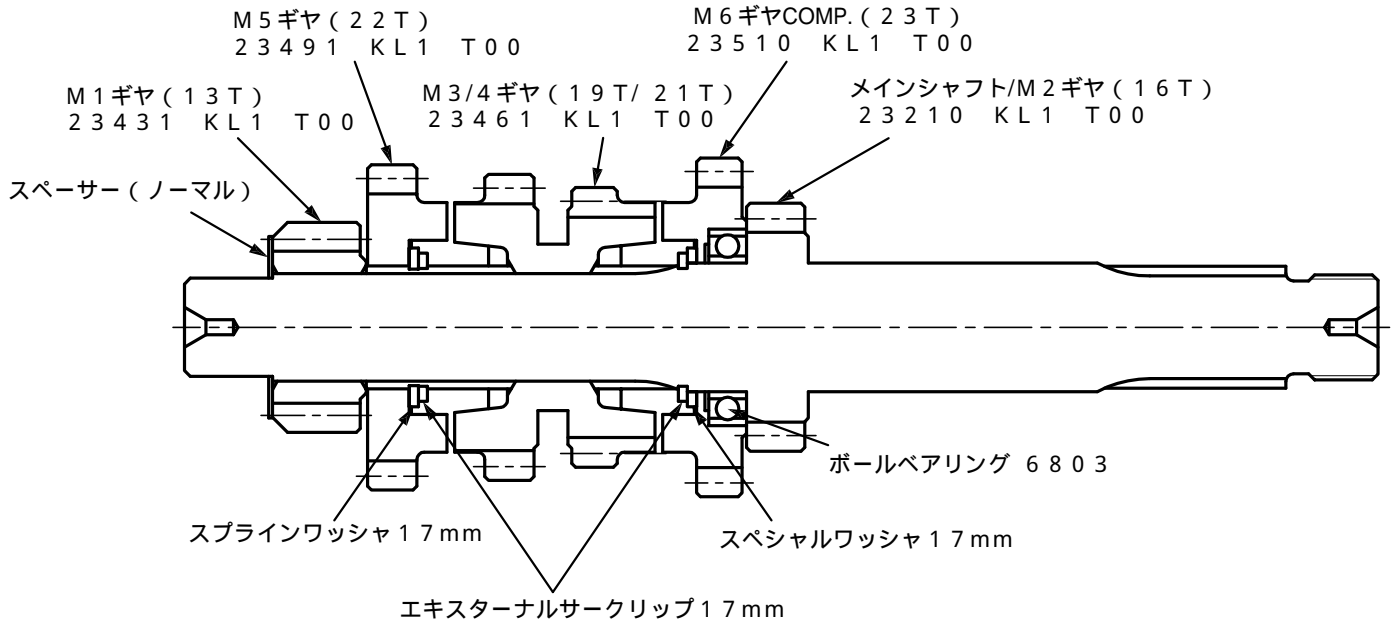 M5ギヤ(22T)
23491 KL1 T00
M6ギヤCOMP.(23T)
23510 KL1 T00
M1ギヤ(13T)
23431 KL1 T00
M3/4ギヤ(19T/21T)
23461 KL1 T00
メインシャフト/M2ギヤ(16T)
23210 KL1 T00
スペーサー(ノーマル)
ボールベアリング 6803
スプラインワッシャ17mm
スペシャルワッシャ17mm
エキスターナルサークリップ17mm